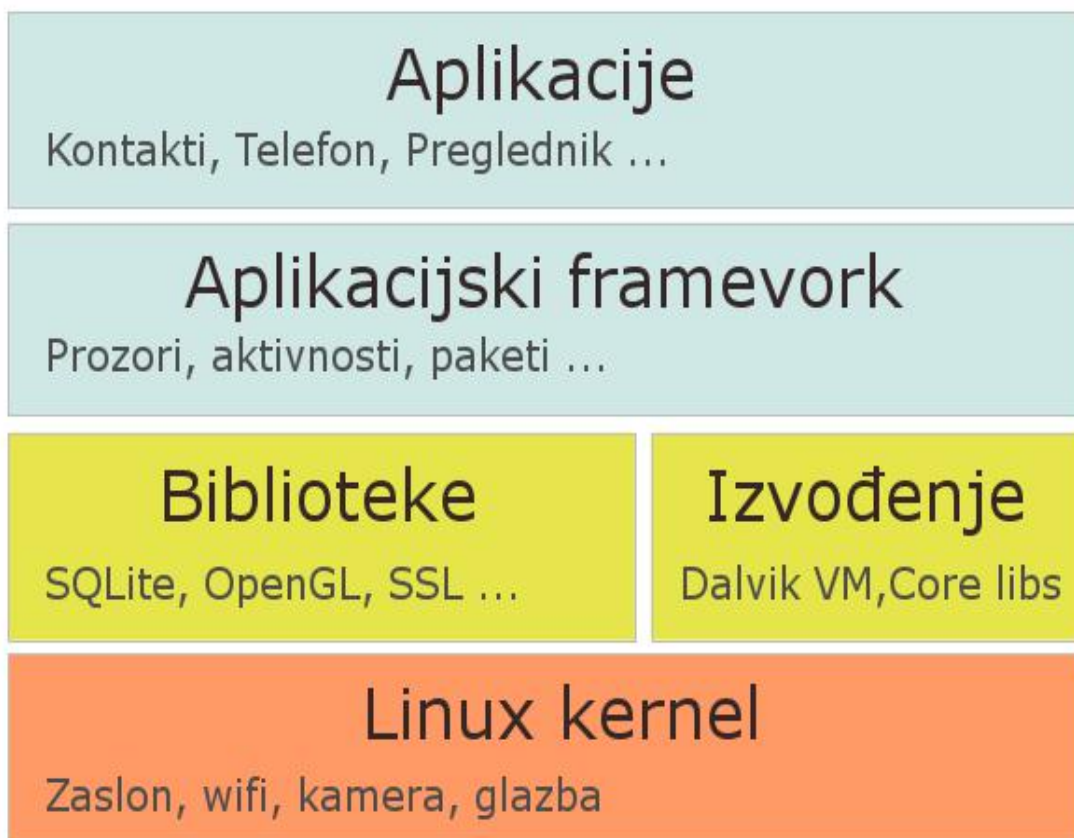 Aplikacije
Kontakti, Telefon, Preglednik ...
Aplikacijski framevork
Prozori, aktivnosti, paketi ...
Biblioteke
SQLite, OpenGL, SSL ...
Izvođenje
Dalvik VM,Core libs
Linux kernel
Zaslon, wifi, kamera, glazba